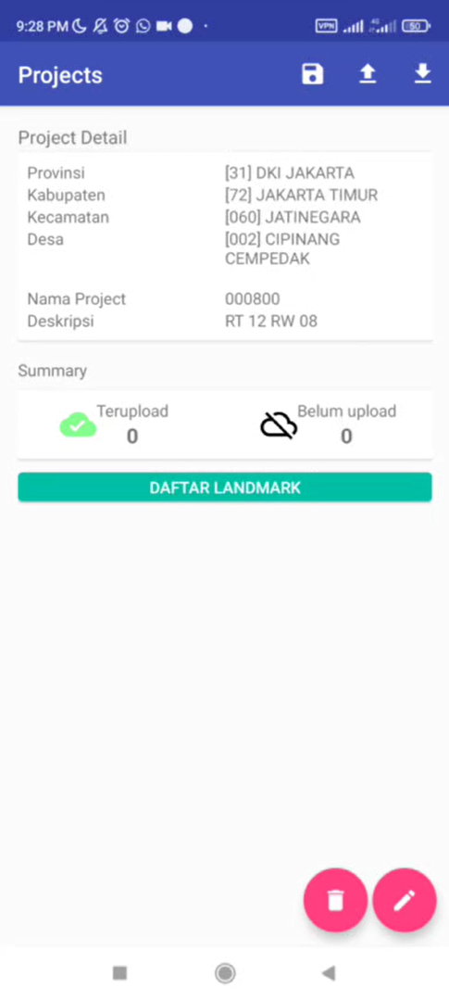 9:28 PM VPN 4G 50
Projects
Project Detail
Provinsi [31] DKI JAKARTA
Kabupaten [72] JAKARTA TIMUR
Kecamatan [060] JATINEGARA
Desa [002] CIPINANG
CEMPEDAK
Nama Project 000800
Deskripsi RT 12 RW 08
Summary
Terupload Belum upload
0 0
DAFTAR LANDMARK